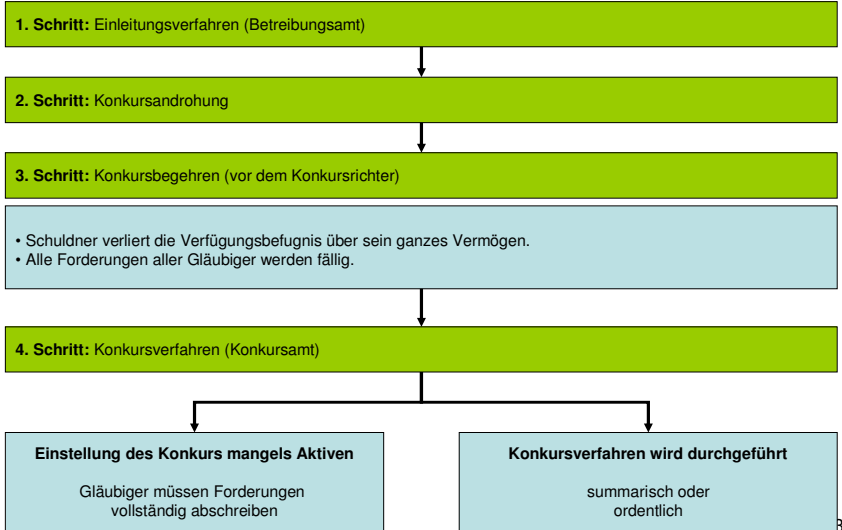 1. Schritt: Einleitungsverfahren (Betreibungsamt)
2. Schritt: Konkursandrohung
3. Schritt: Konkursbegehren (vor dem Konkursrichter)
• Schuldner verliert die Verfügungsbefugnis über sein ganzes Vermögen.
• Alle Forderungen aller Gläubiger werden fällig.
4. Schritt: Konkursverfahren (Konkursamt)
Einstellung des Konkurs mangels Aktiven
Gläubiger müssen Forderungen
vollständig abschreiben
Konkursverfahren wird durchgeführt
summarisch oder
ordentlich